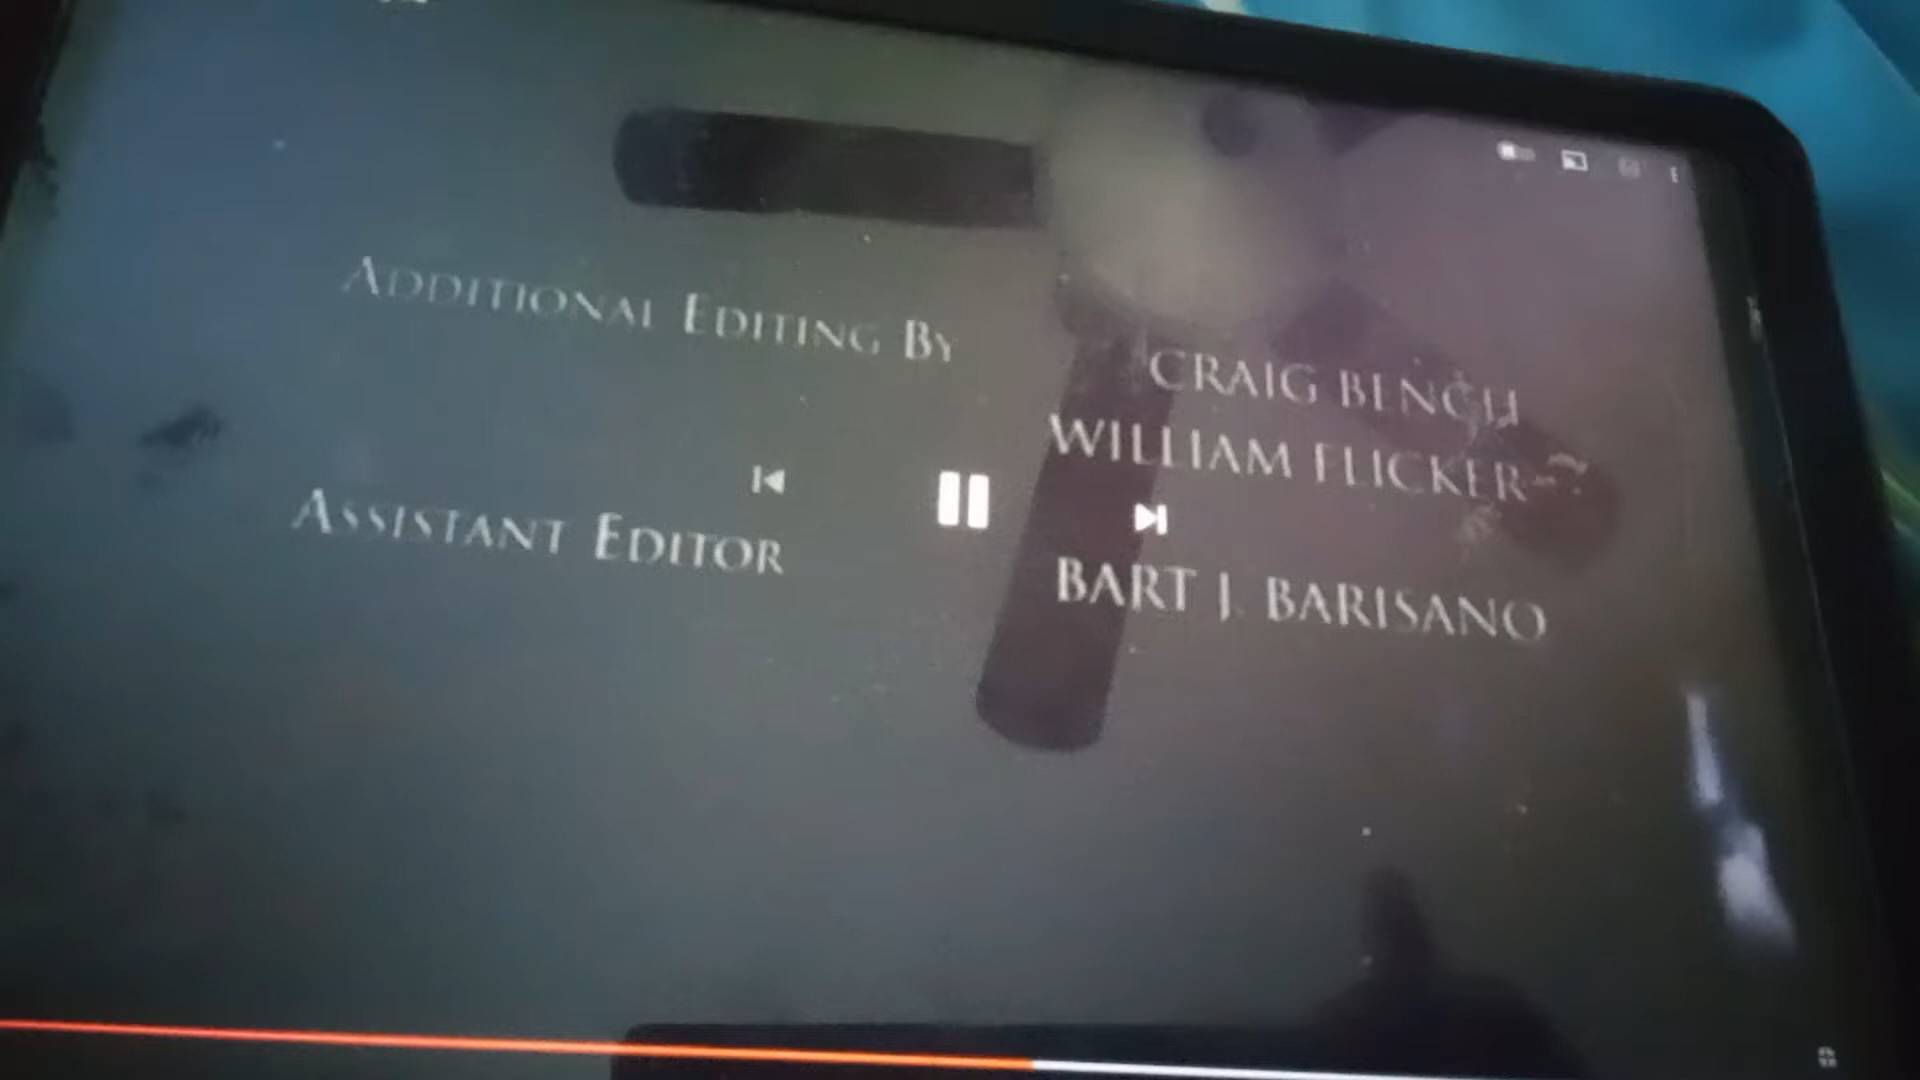 Additional Editing By
CRAIG BENCH
WILLIAM FLICKER
Assistant Editor
BART J. BARISANO